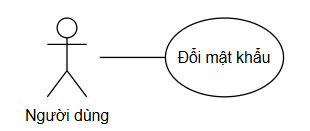 Đổi mật khẩu
Người dùng